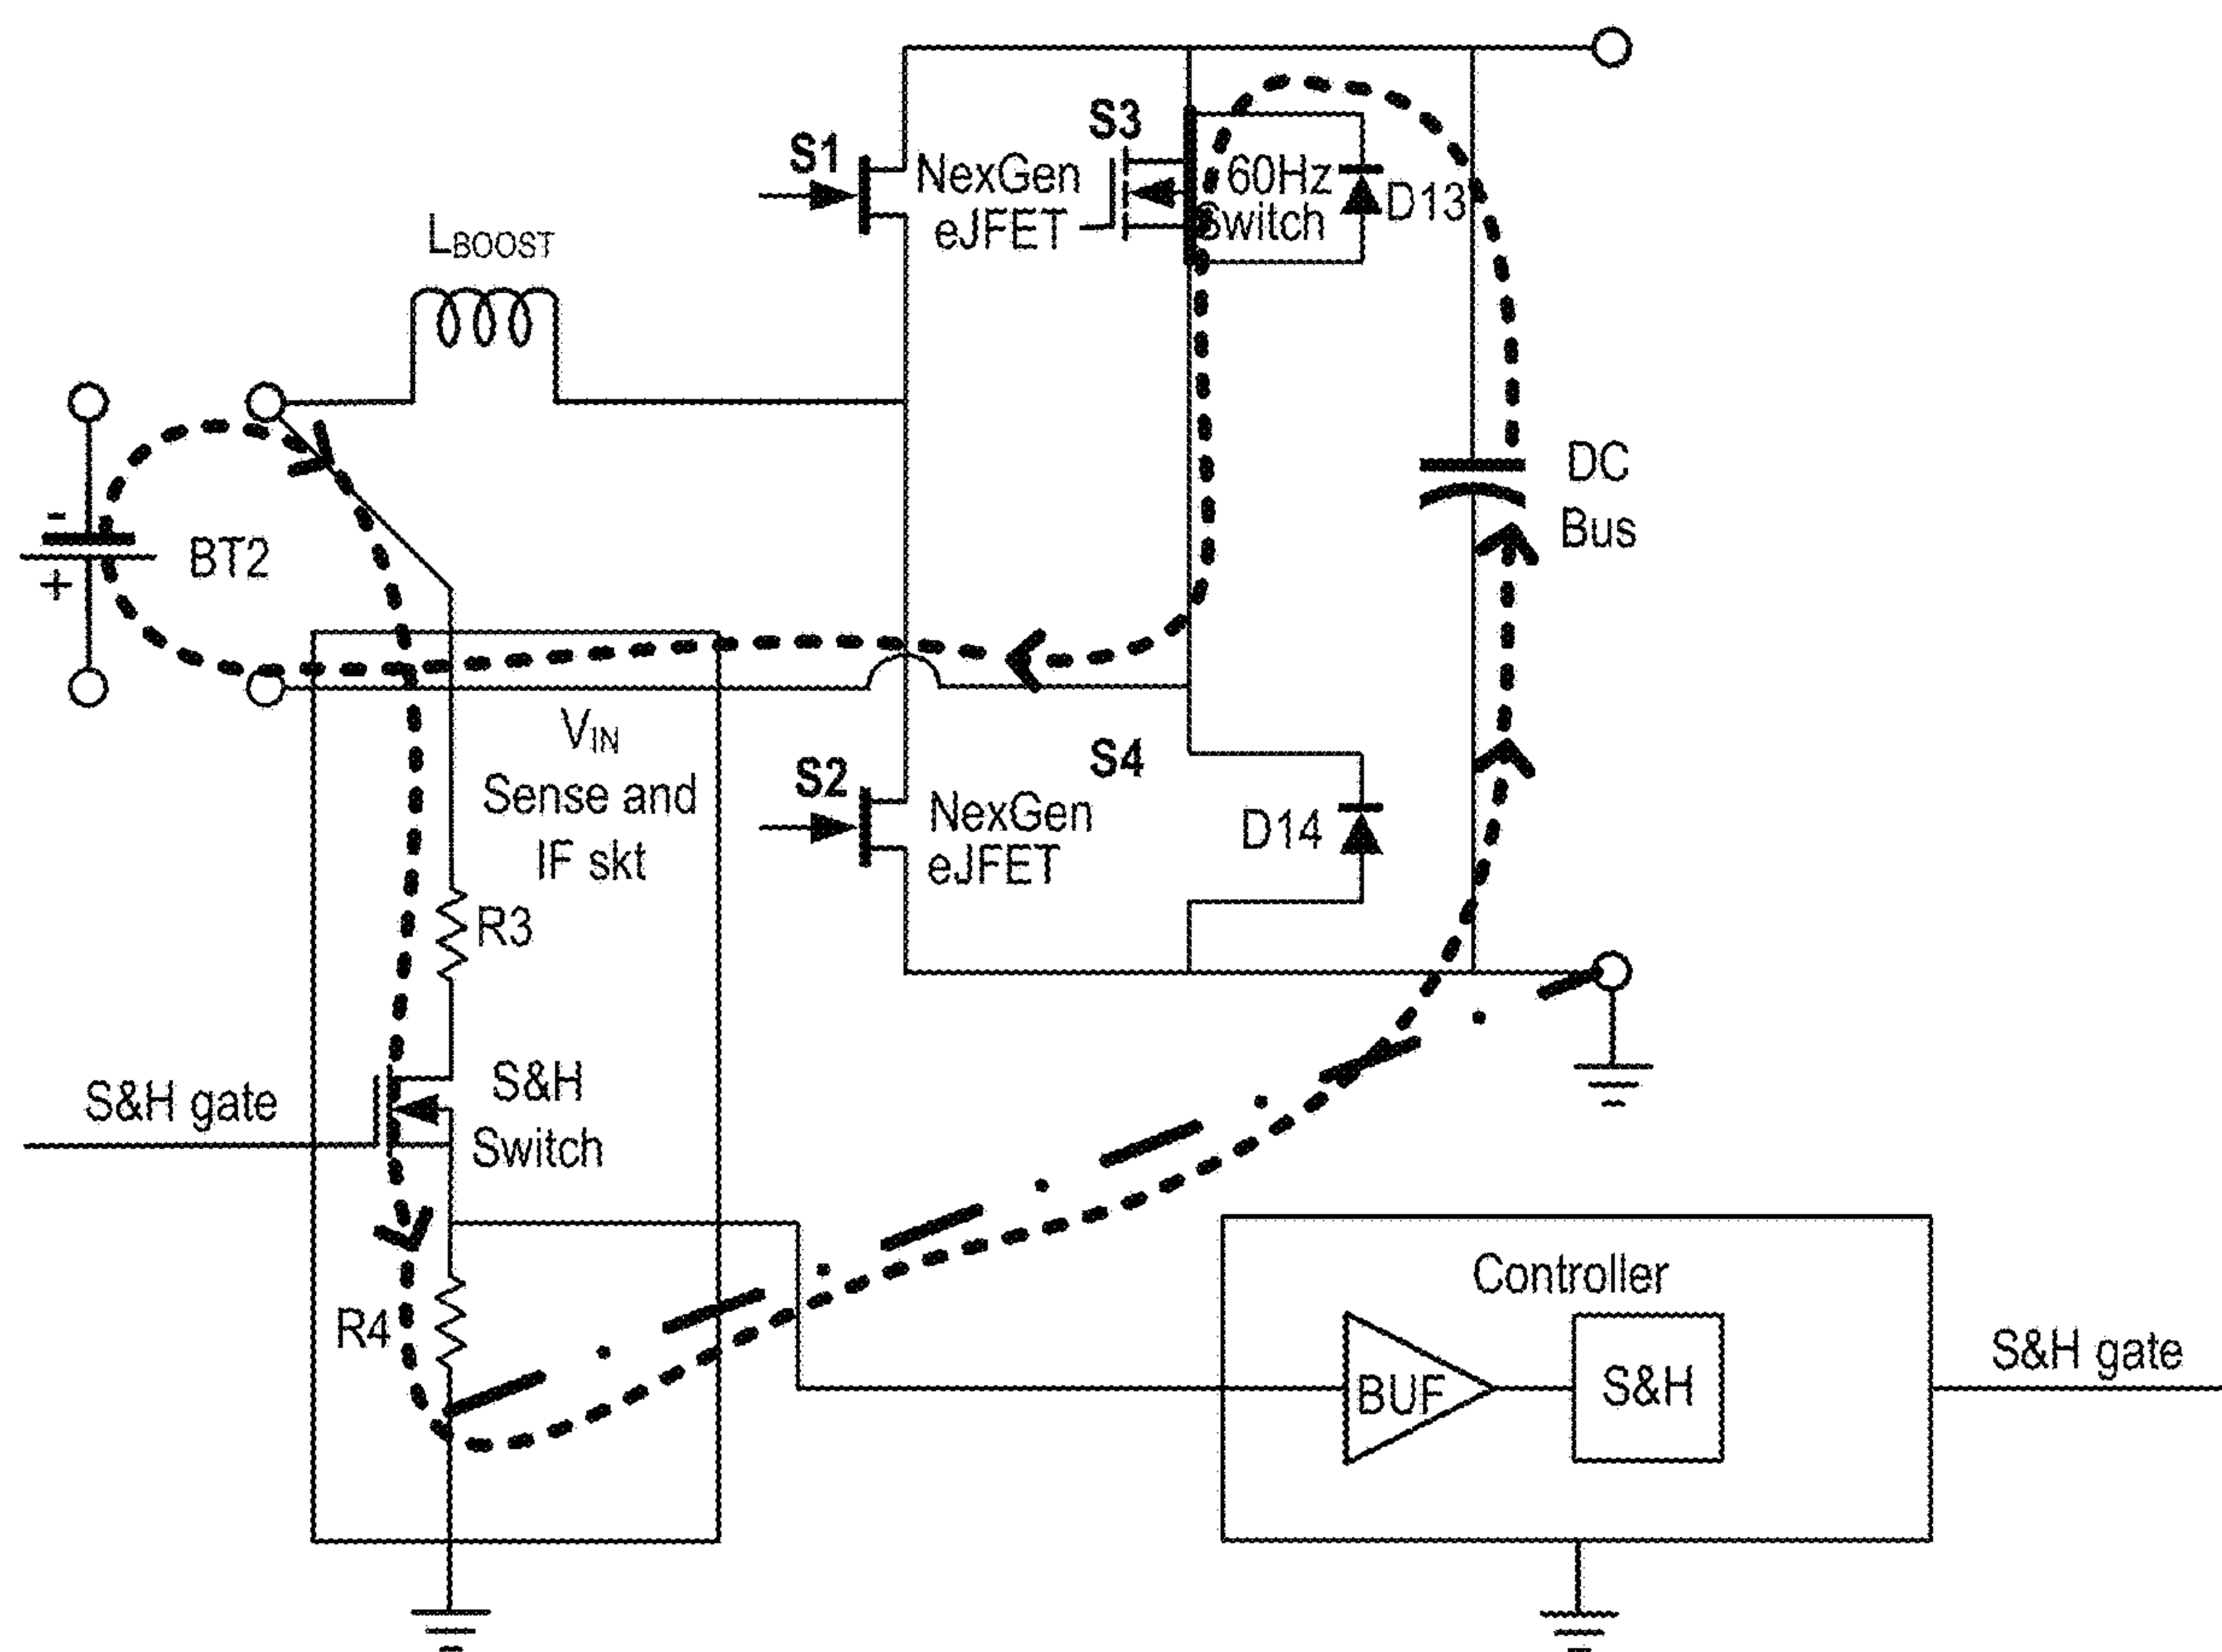 S1
NexGen
eJFET
S3
60Hz
Switch
D13
LBOOST
DC
Bus
-
+
BT2
VIN
Sense and
IF skt
S2
NexGen
eJFET
S4
D14
R3
S&H gate
S&H
Switch
R4
Controller
BUF
S&H
S&H gate